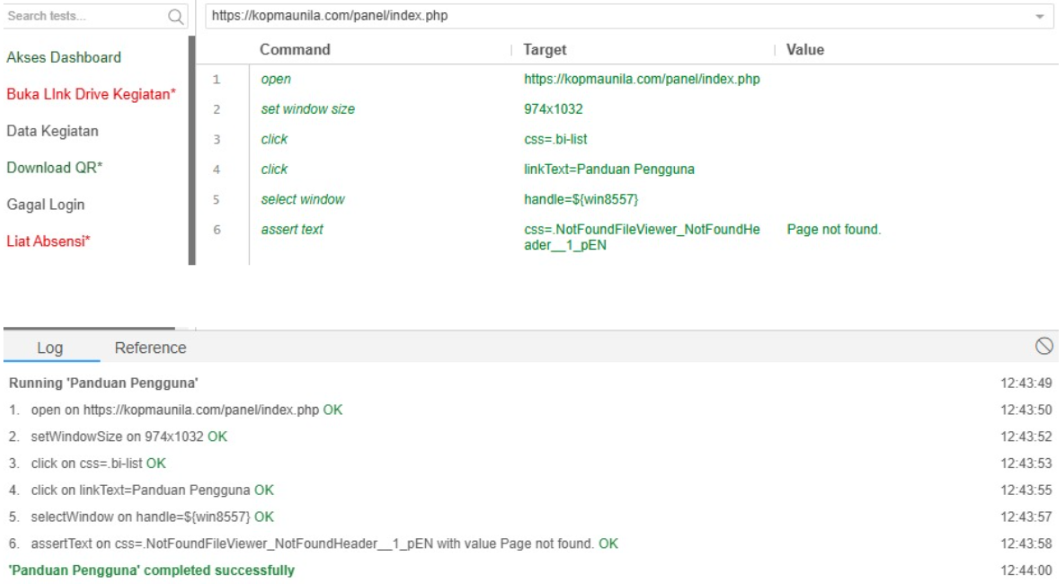 Search tests...
https://kopmaunila.com/panel/index.php
Command Target Value
Akses Dashboard
Buka LInk Drive Kegiatan*
Data Kegiatan
Download QR*
Gagal Login
Liat Absensi*
1 open https://kopmaunila.com/panel/index.php
2 set window size 974x1032
3 click css=.bi-list
4 click linkText=Panduan Pengguna
5 select window handle=${win8557}
6 assert text css=.NotFoundFileViewer_NotFoundHe Page not found.
ader__1_pEN
Log Reference
Running 'Panduan Pengguna' 12:43:49
1. open on https://kopmaunila.com/panel/index.php OK 12:43:50
2. setWindowSize on 974x1032 OK 12:43:52
3. click on css=.bi-list OK 12:43:53
4. click on linkText=Panduan Pengguna OK 12:43:55
5. selectWindow on handle=${win8557} OK 12:43:57
6. assertText on css=.NotFoundFileViewer_NotFoundHeader__1_pEN with value Page not found. OK 12:43:58
'Panduan Pengguna' completed successfully 12:44:00